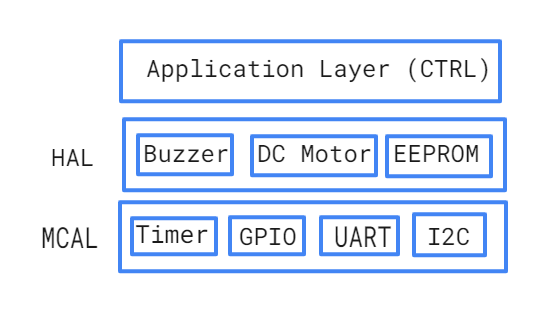 Application Layer (CTRL)
HAL Buzzer DC Motor EEPROM
MCAL Timer GPIO UART I2C